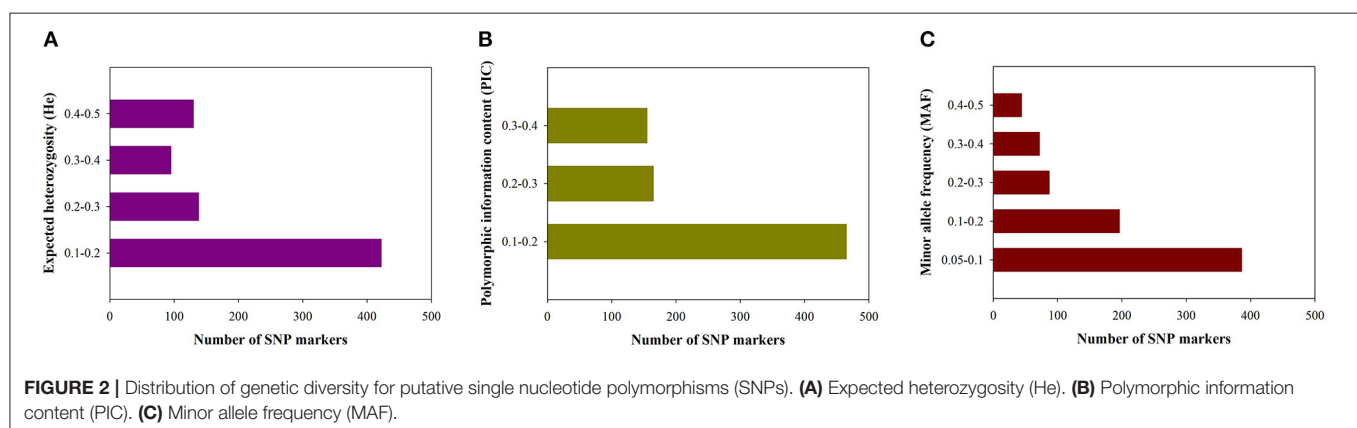 A
Expected heterozygosity (He)
0.4-0.5
0.3-0.4
0.2-0.3
0.1-0.2
0 100 200 300 400 500
Number of SNP markers
B
Polymorphic information content (PIC)
0.3-0.4
0.2-0.3
0.1-0.2
0 100 200 300 400 500
Number of SNP markers
C
Minor allele frequency (MAF)
0.4-0.5
0.3-0.4
0.2-0.3
0.1-0.2
0.05-0.1
0 100 200 300 400 500
Number of SNP markers
FIGURE 2 | Distribution of genetic diversity for putative single nucleotide polymorphisms (SNPs). (A) Expected heterozygosity (He). (B) Polymorphic information
content (PIC). (C) Minor allele frequency (MAF).